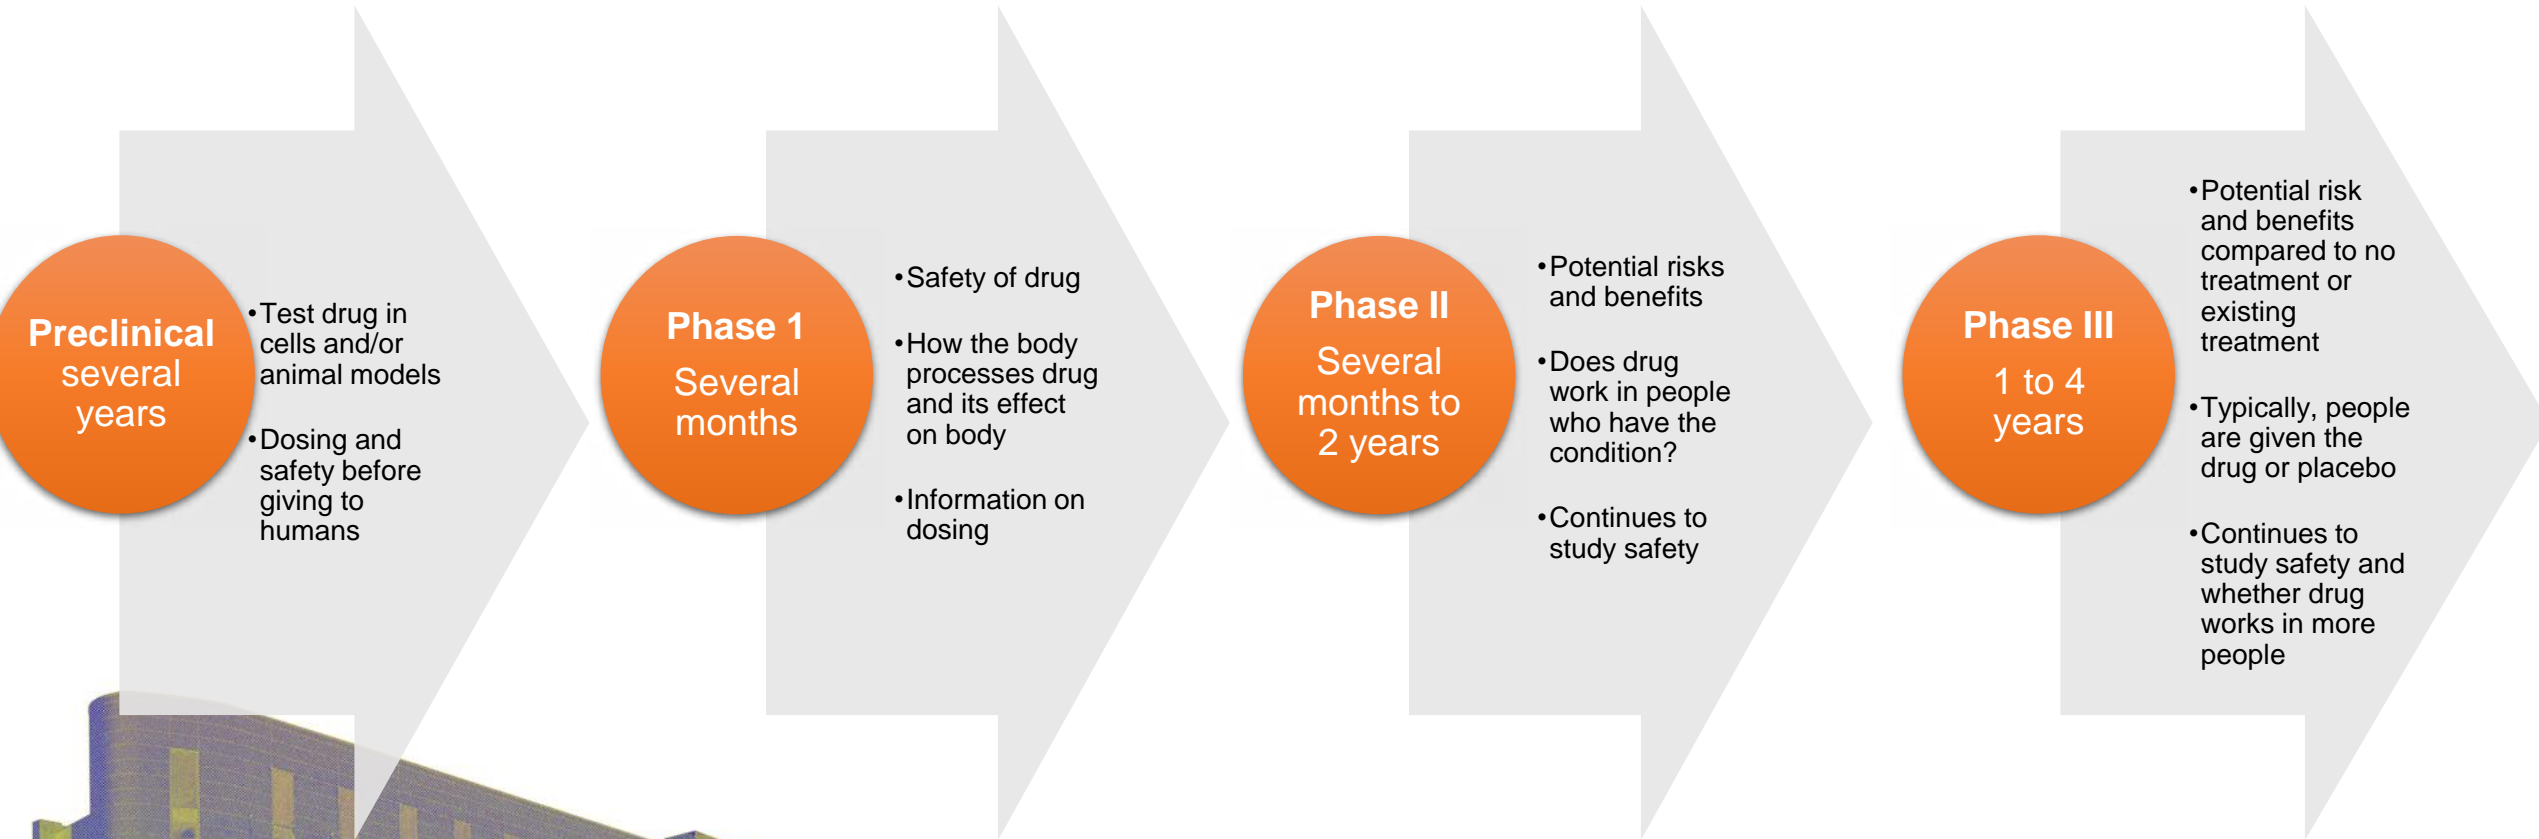 Preclinical
several
years
•Test drug in
cells and/or
animal models
•Dosing and
safety before
giving to
humans
Phase 1
Several
months
•Safety of drug
•How the body
processes drug
and its effect
on body
•Information on
dosing
Phase II
Several
months to
2 years
•Potential risks
and benefits
•Does drug
work in people
who have the
condition?
•Continues to
study safety
Phase III
1 to 4
years
•Potential risk
and benefits
compared to no
treatment or
existing
treatment
•Typically, people
are given the
drug or placebo
•Continues to
study safety and
whether drug
works in more
people